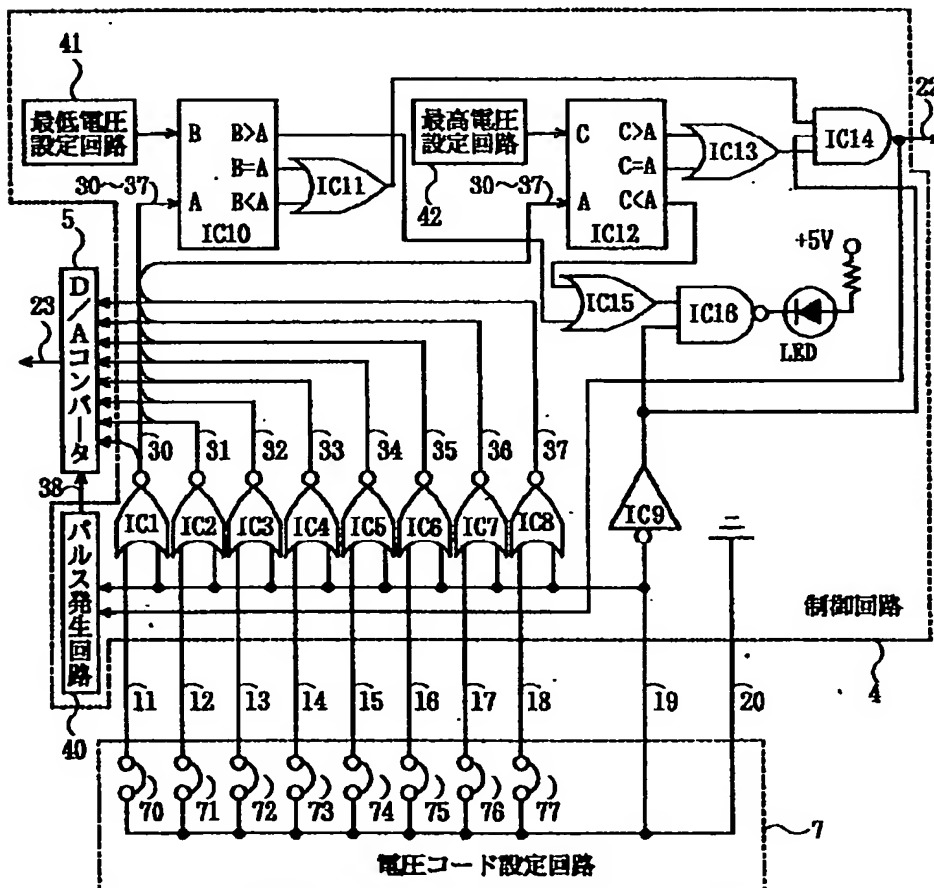 41
22
最低電圧
設定回路
B
B>A
B=A
B<A
A
IC10
30~37
IC11
最高電圧
設定回路
42
30~37
C
C>A
C=A
C<A
A
IC12
IC13
IC14
+5V
IC15
IC16
LED
5
D/Aコンバータ
23
38
30
31
32
33
34
35
36
37
IC1
IC2
IC3
IC4
IC5
IC6
IC7
IC8
IC9
パルス発生回路
40
制御回路
4
11
12
13
14
15
16
17
18
19
20
70
71
72
73
74
75
76
77
7
電圧コード設定回路